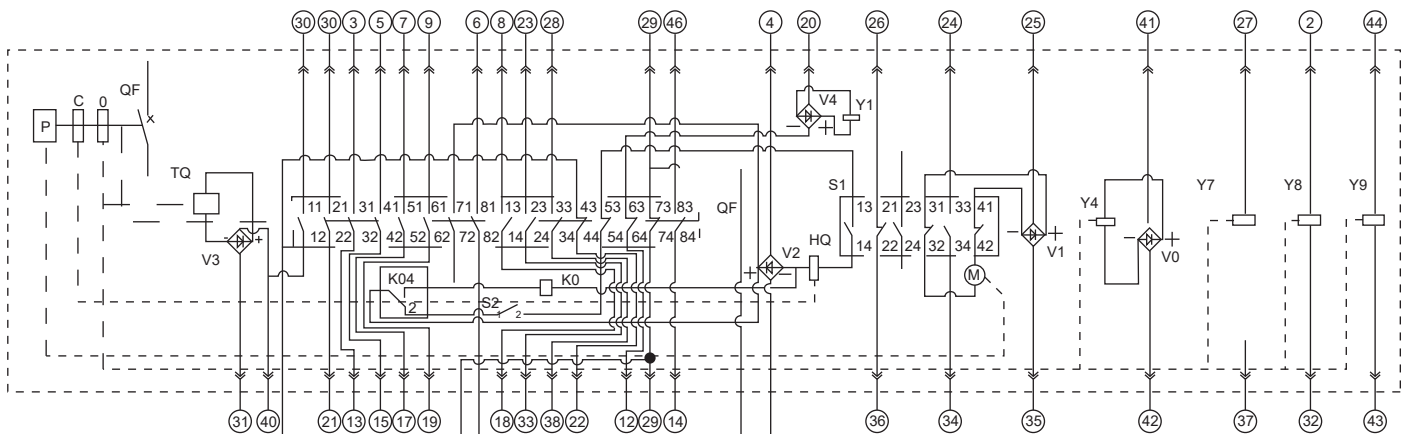 30 30 3 5 7 9 6 8 23 28 29 46 4 20 26 24 25 41 27 2 44
QF V4 Y1
C 0
P
TQ S1 Y4 Y7 Y8 Y9
11 21 31 41 51 61 71 81 13 23 33 43 53 63 73 83 QF 13 21 23 31 33 41
12 22 32 42 52 62 72 82 14 24 34 44 54 64 74 84 HQ 14 22 24 32 34 42
- + - + - + - +
V3 V2 V1 V0
K04 K0 M
2 S2 1 2
31 40 21 13 15 17 19 18 33 38 22 12 29 14 36 34 35 42 37 32 43